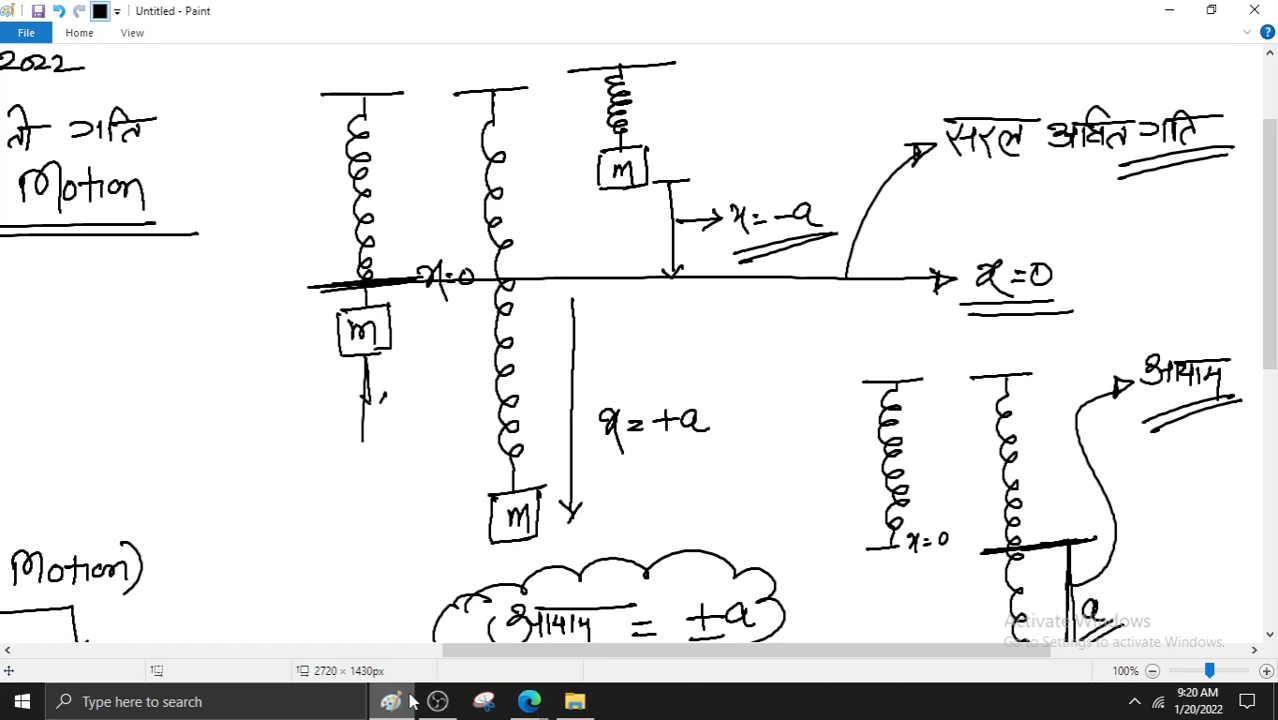 Untitled - Paint
File Home View
2022
ती गति
Motion
m
m
m
x=-a
x=0
x=0
x=+a
सरल आवर्त गति
आयाम
x=0
a
Motion)
(आयाम = ±a
Activate Windows
Go to Settings to activate Windows.
2720 × 1430px
100%
Type here to search
9:20 AM
1/20/2022